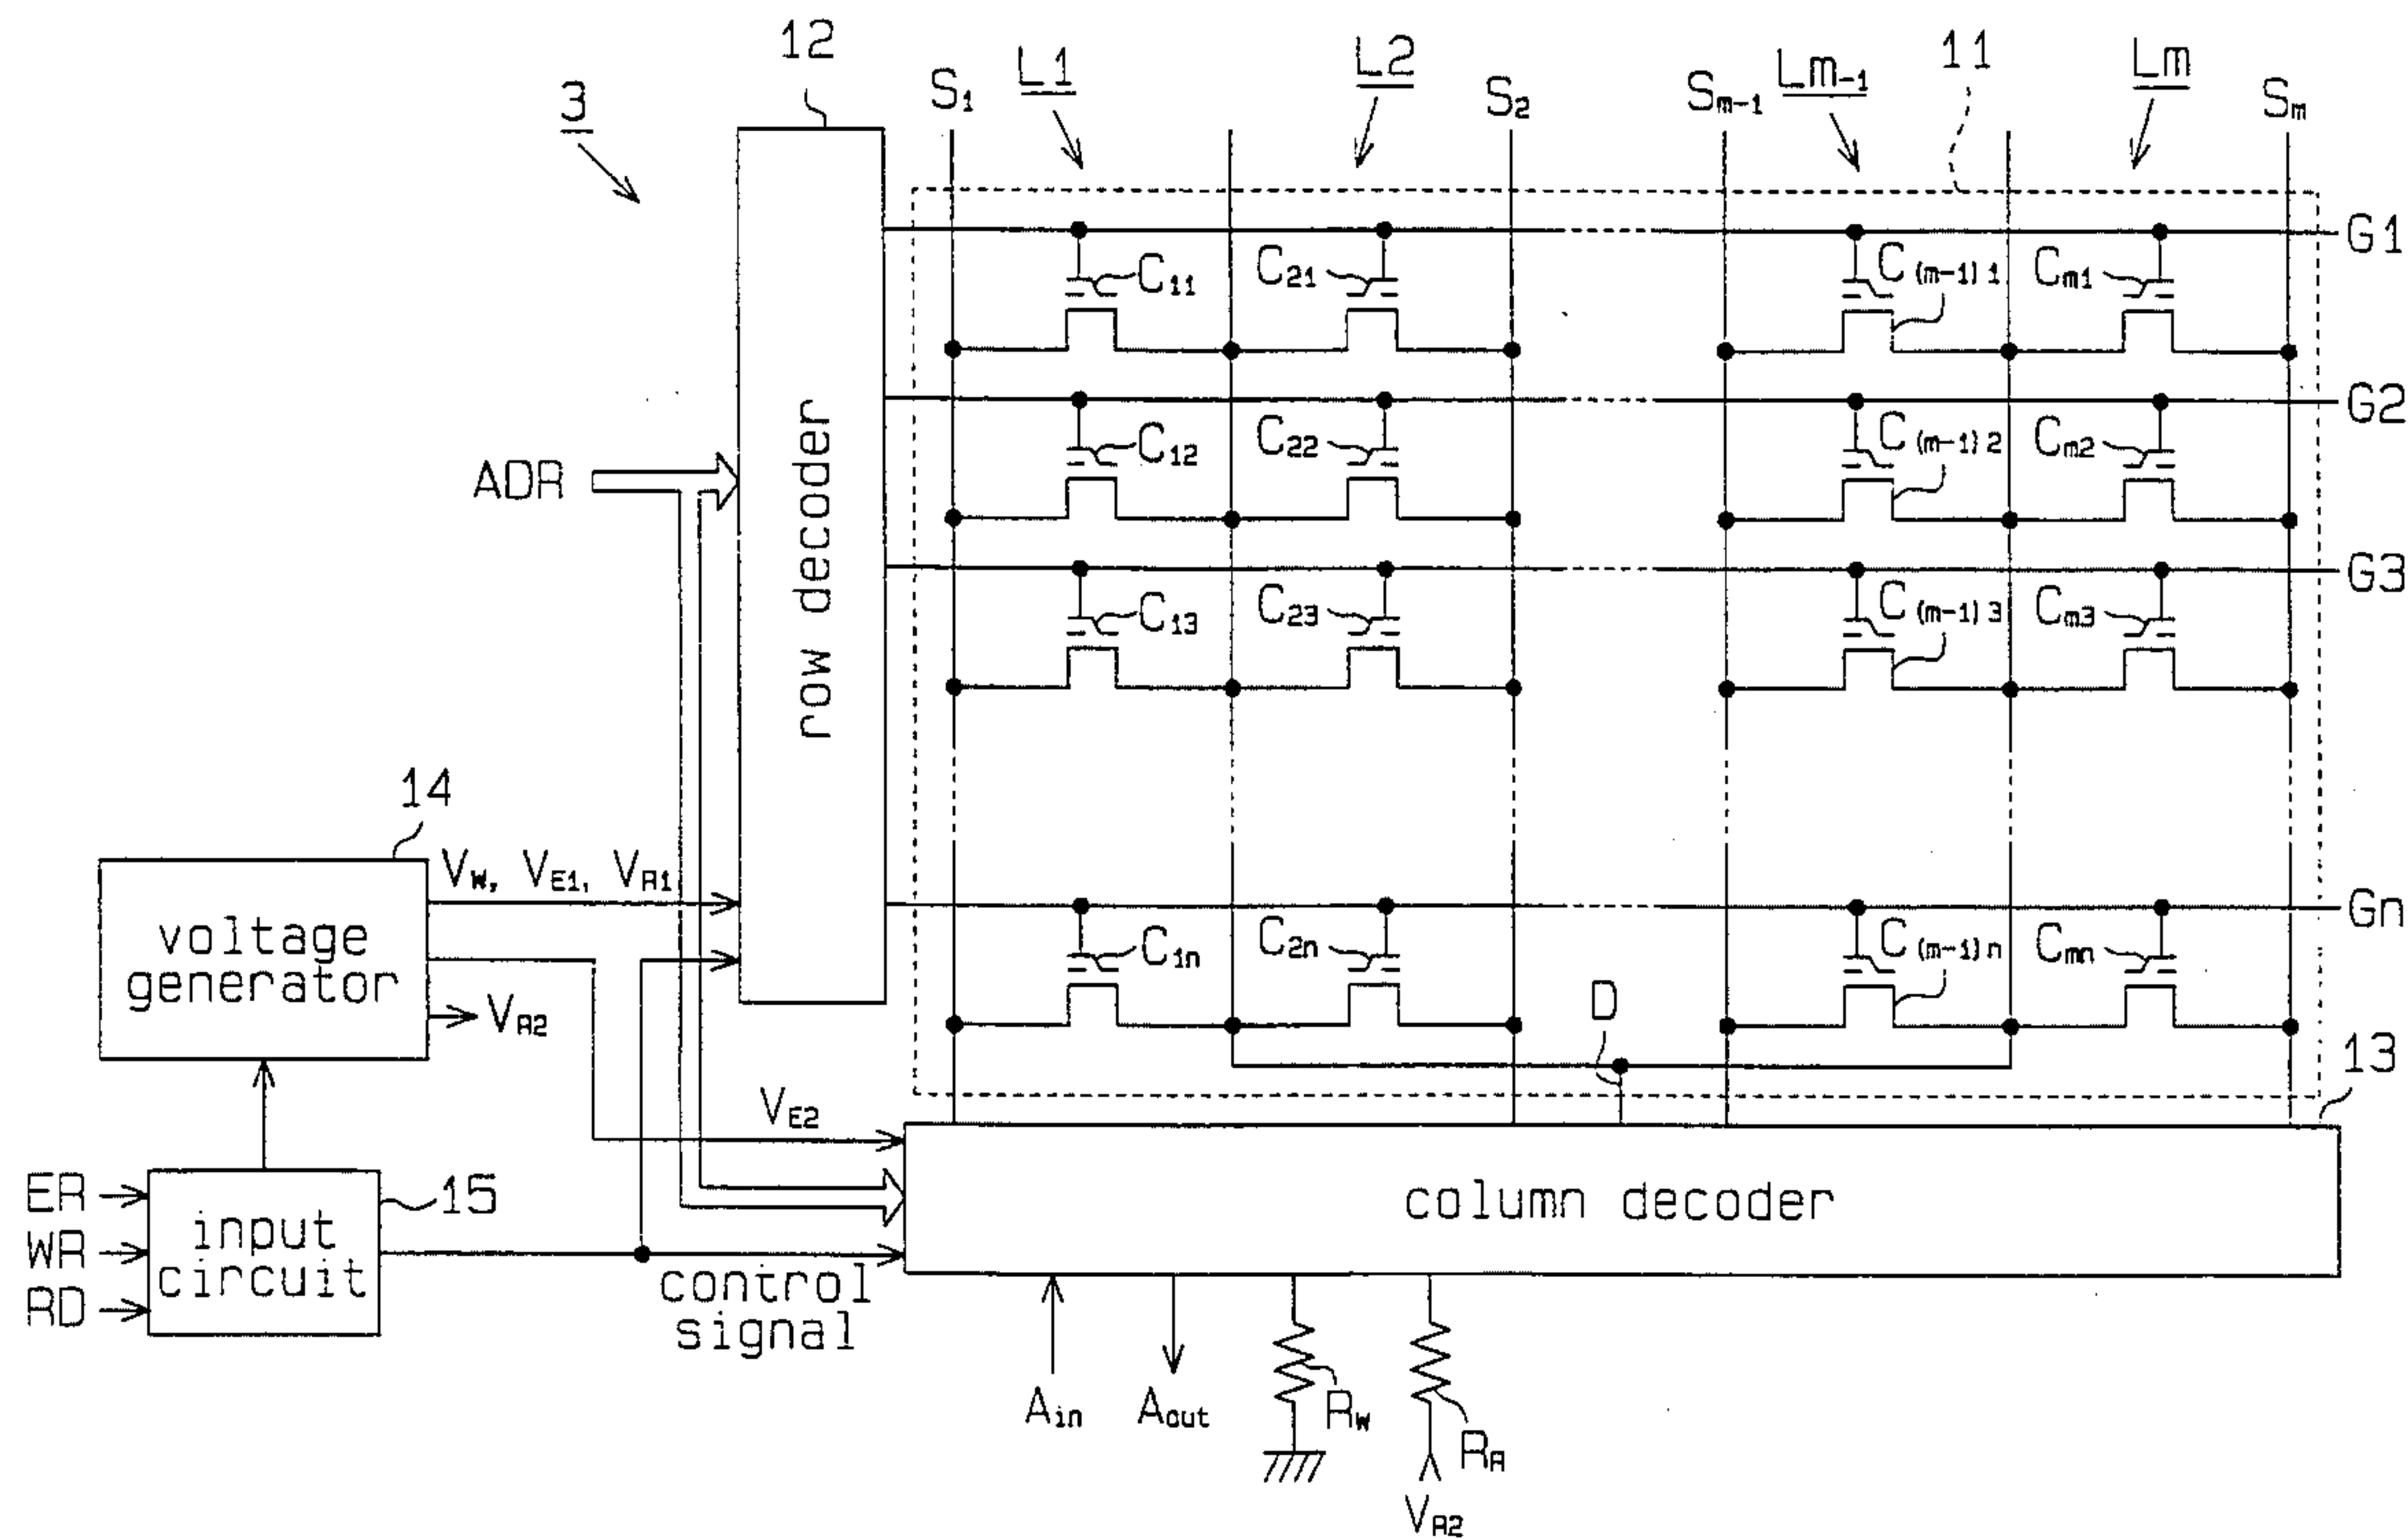 12
3
S1
L1
L2
S2
Sm-1
Lm-1
11
Lm
Sm
G1
C11
C21
C(m-1)1
Cm1
G2
C12
C22
C(m-1)2
Cm2
ADR
row decoder
G3
C13
C23
C(m-1)3
Cm3
14
VW, VE1, VR1
voltage
generator
VR2
Gn
C1n
C2n
C(m-1)n
Cmn
D
13
VE2
ER
WR
RD
input
circuit
15
control
signal
column decoder
Ain
Aout
RW
RR
VR2